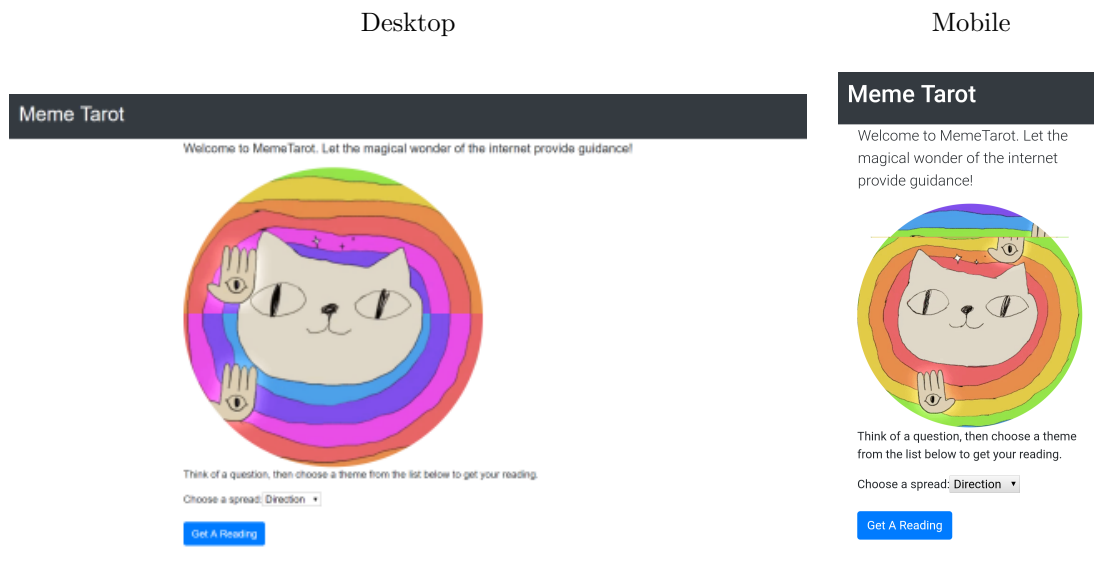 Desktop
Meme Tarot
Welcome to MemeTarot. Let the magical wonder of the internet provide guidance!
Think of a question, then choose a theme from the list below to get your reading.
Choose a spread: Direction
Get A Reading
Mobile
Meme Tarot
Welcome to MemeTarot. Let the
magical wonder of the internet
provide guidance!
Think of a question, then choose a theme
from the list below to get your reading.
Choose a spread: Direction
Get A Reading